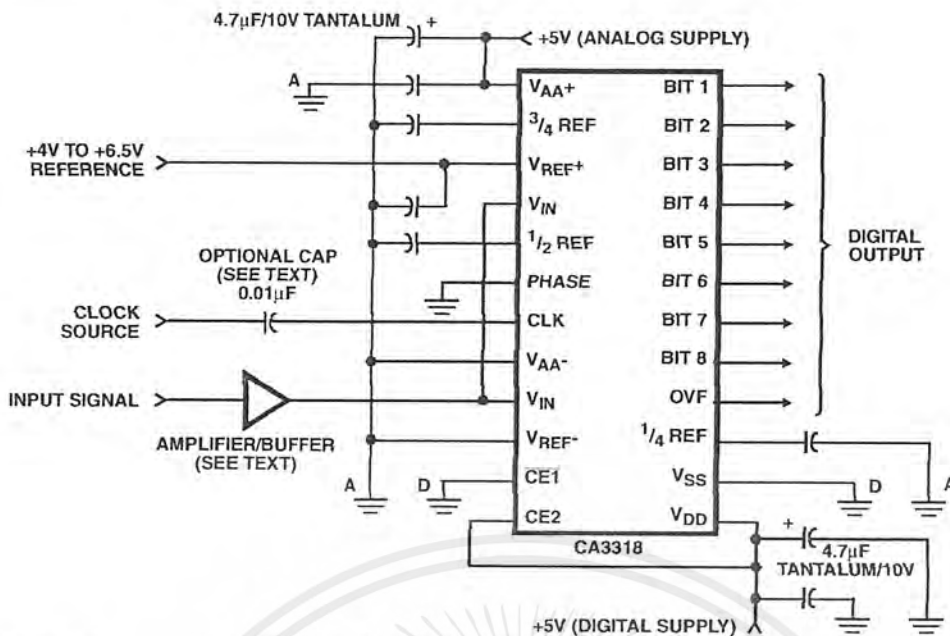 4.7µF/10V TANTALUM
+
+5V (ANALOG SUPPLY)
A
+4V TO +6.5V
REFERENCE
OPTIONAL CAP
(SEE TEXT)
0.01µF
CLOCK
SOURCE
INPUT SIGNAL
AMPLIFIER/BUFFER
(SEE TEXT)
A
D
VAA+
3/4 REF
VREF+
VIN
1/2 REF
PHASE
CLK
VAA-
VIN
VREF-
CE1
CE2
BIT 1
BIT 2
BIT 3
BIT 4
BIT 5
BIT 6
BIT 7
BIT 8
OVF
1/4 REF
VSS
VDD
CA3318
DIGITAL
OUTPUT
D
A
+
4.7µF
TANTALUM/10V
+5V (DIGITAL SUPPLY)